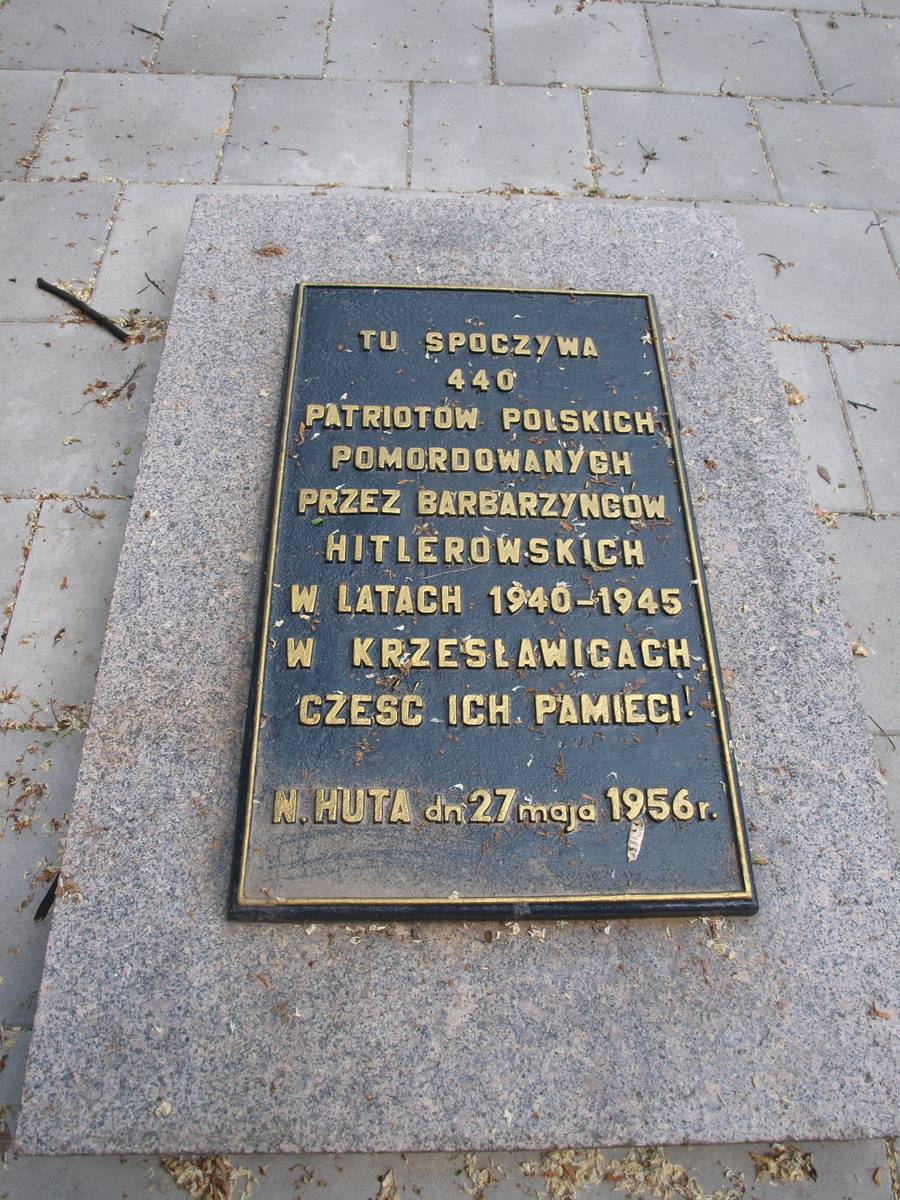 TU SPOCZYWA
440
PATRIOTÓW POLSKICH
POMORDOWANYCH
PRZEZ BARBARZYŃCÓW
HITLEROWSKICH
W LATACH 1940-1945
W KRZESŁAWICACH
CZEŚĆ ICH PAMIECI!
N. HUTA dn 27 maja 1956 r.